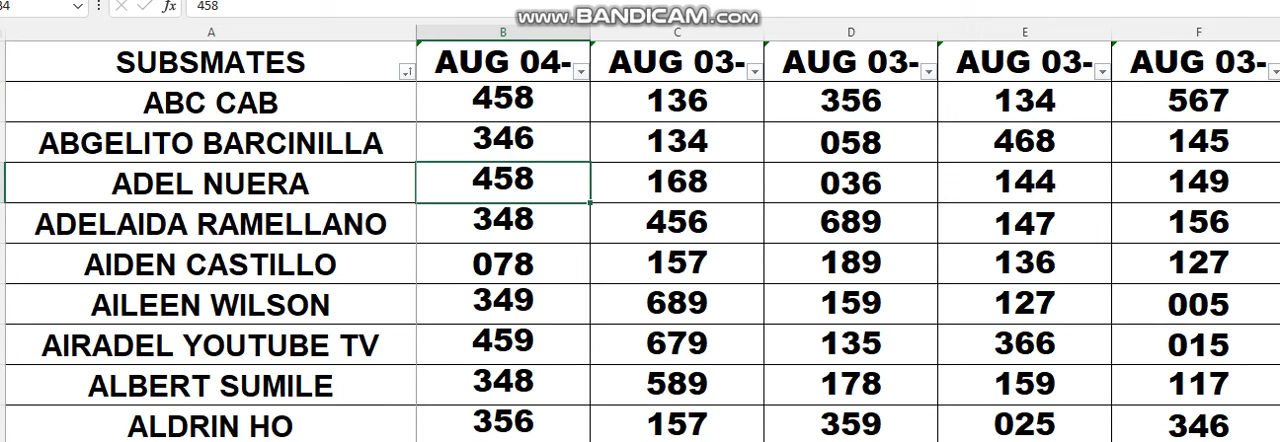 B4 fx 458
www.BANDICAM.com
A B C D E F
SUBSMATES AUG 04- AUG 03- AUG 03- AUG 03- AUG 03-
ABC CAB 458 136 356 134 567
ABGELITO BARCINILLA 346 134 058 468 145
ADEL NUERA 458 168 036 144 149
ADELAIDA RAMELLANO 348 456 689 147 156
AIDEN CASTILLO 078 157 189 136 127
AILEEN WILSON 349 689 159 127 005
AIRADEL YOUTUBE TV 459 679 135 366 015
ALBERT SUMILE 348 589 178 159 117
ALDRIN HO 356 157 359 025 346